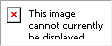 This image
cannot currently
be displayed